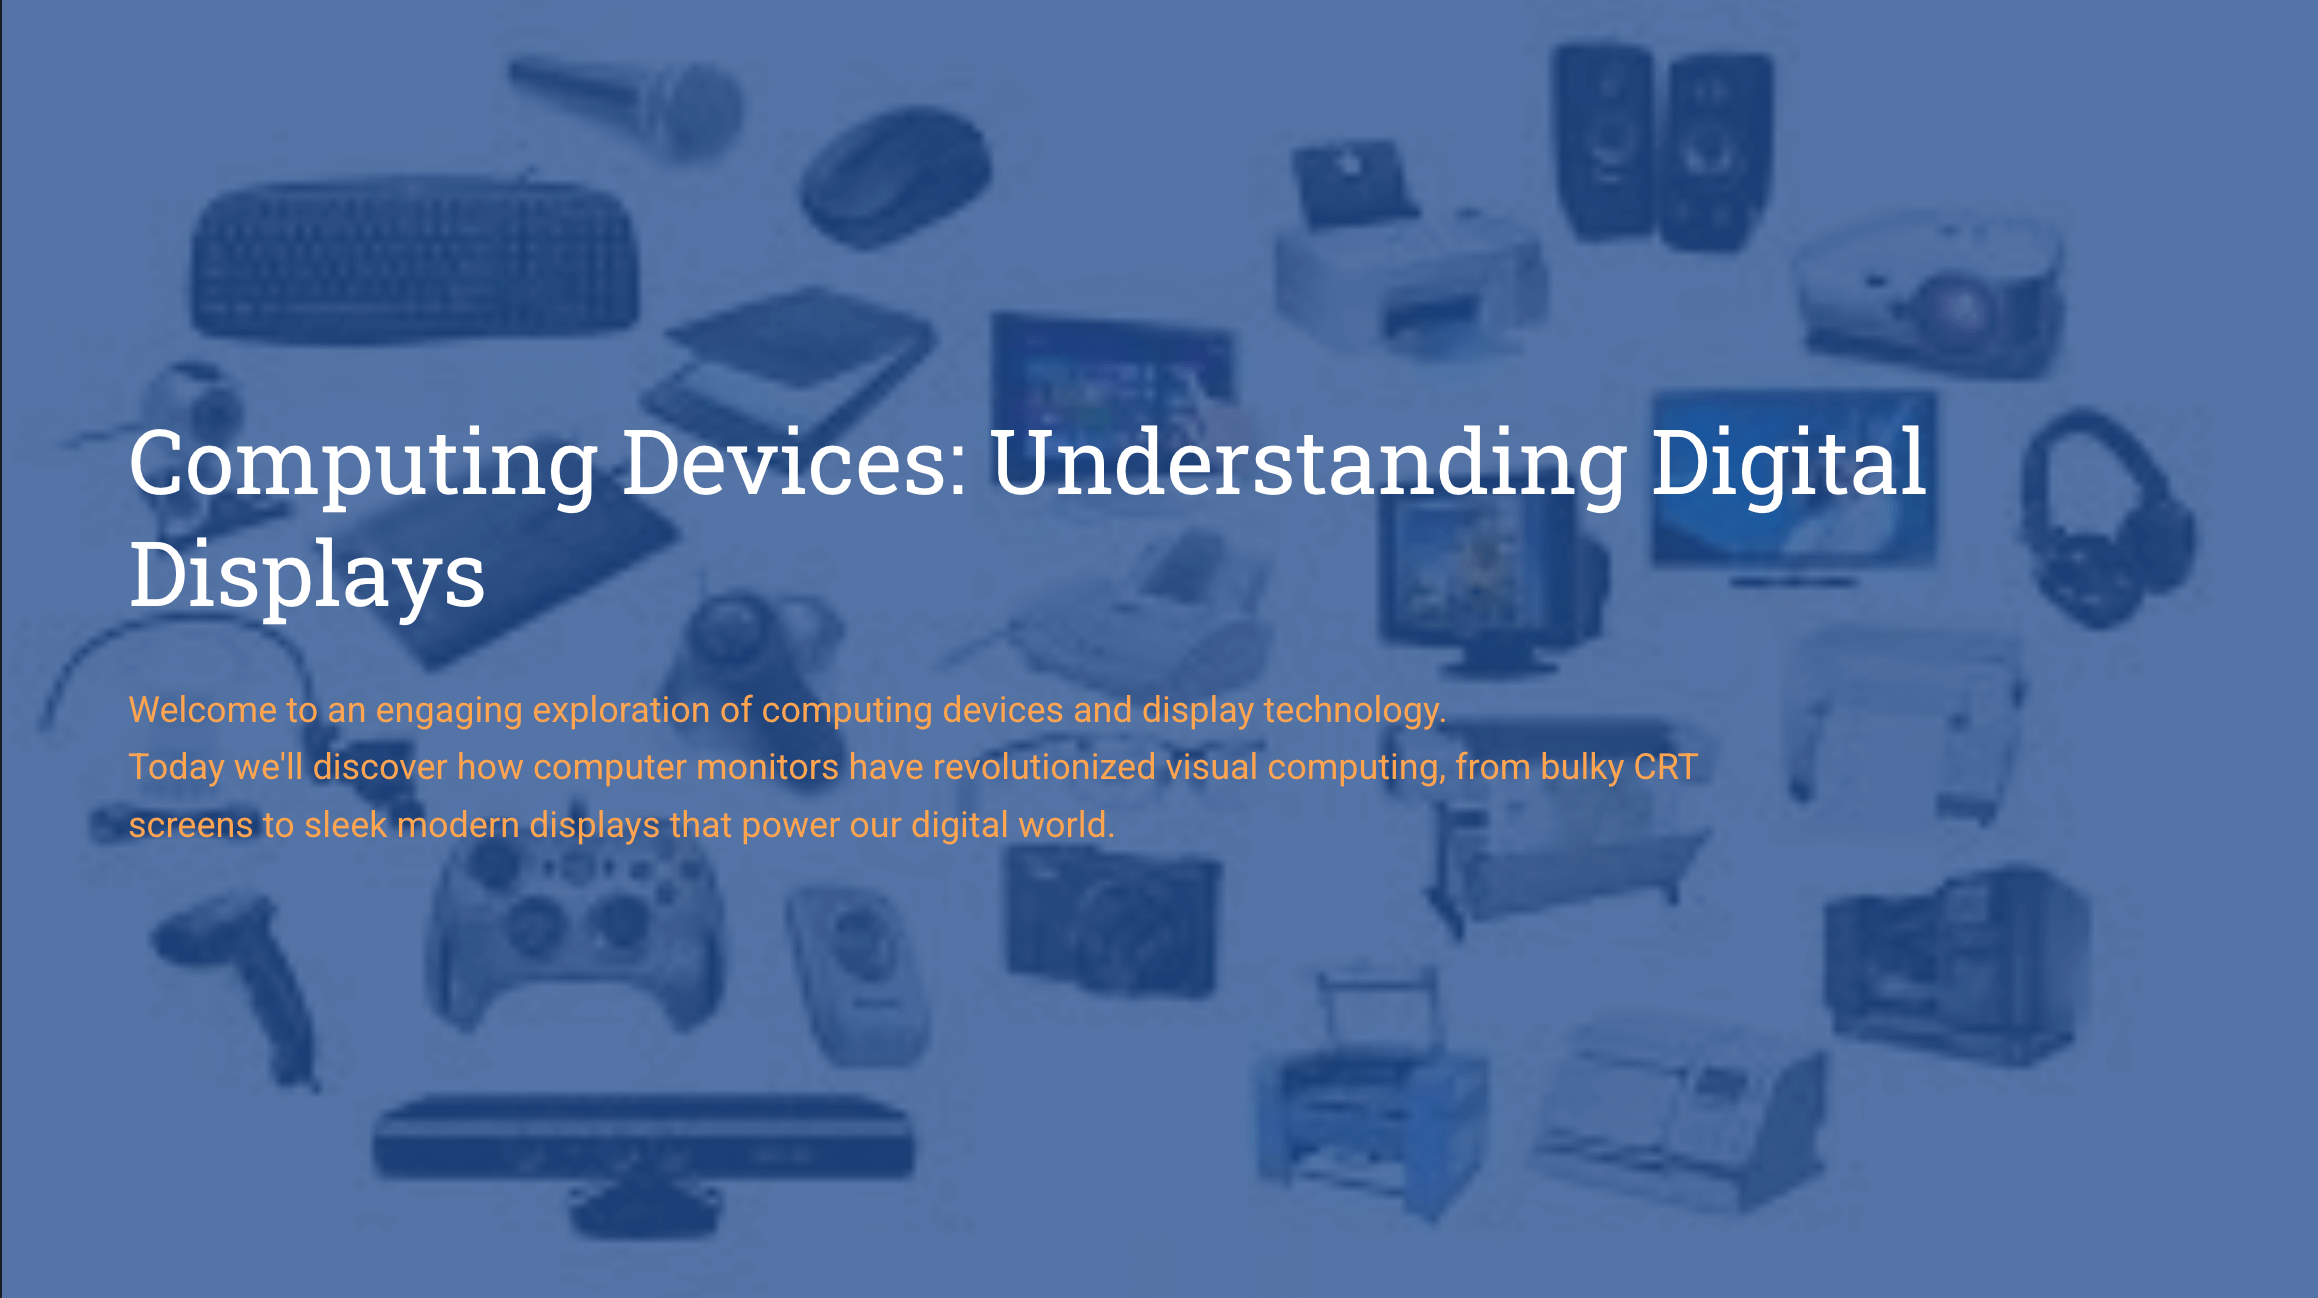 Computing Devices: Understanding Digital
Displays
Welcome to an engaging exploration of computing devices and display technology.
Today we'll discover how computer monitors have revolutionized visual computing, from bulky CRT
screens to sleek modern displays that power our digital world.